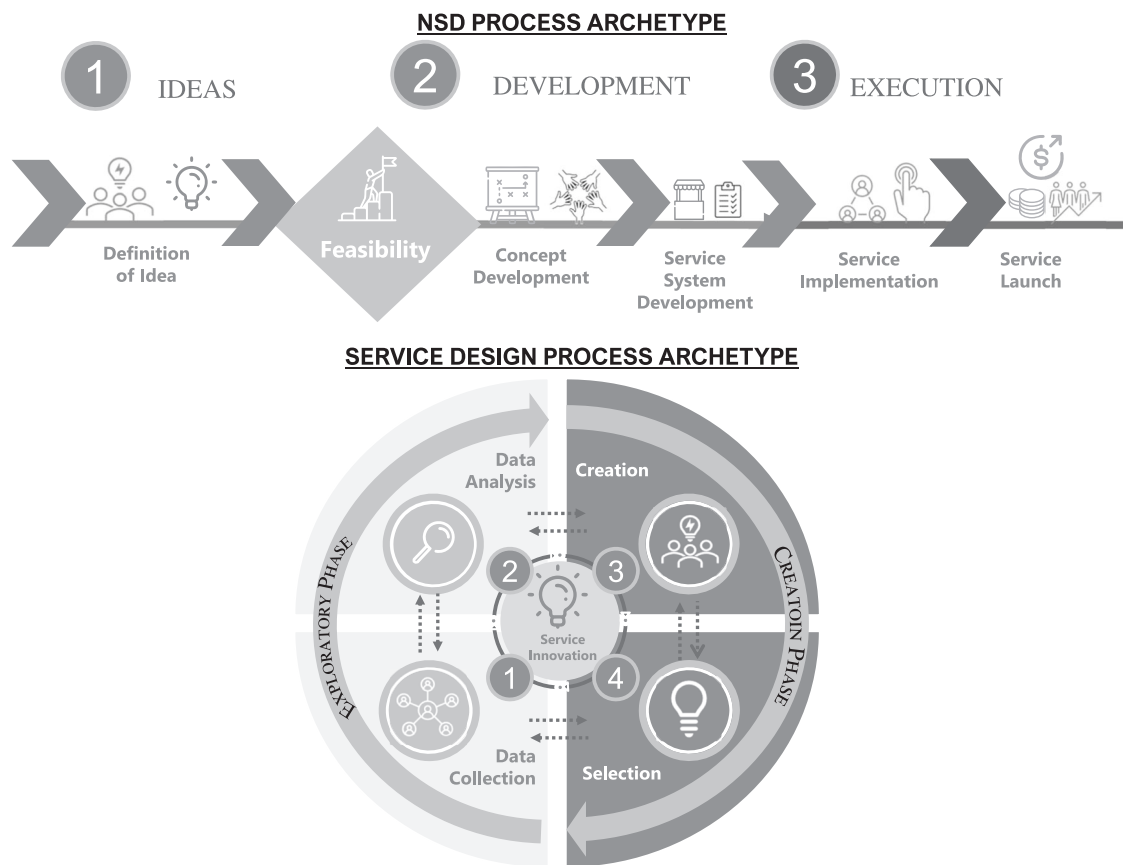 NSD PROCESS ARCHETYPE
1 IDEAS
2 DEVELOPMENT
3 EXECUTION
Definition
of Idea
Feasibility
Concept
Development
Service
System
Development
Service
Implementation
Service
Launch
SERVICE DESIGN PROCESS ARCHETYPE
EXPLORATORY PHASE
Data
Analysis
Creation
CREATOIN PHASE
2
3
Service
Innovation
1
4
Data
Collection
Selection